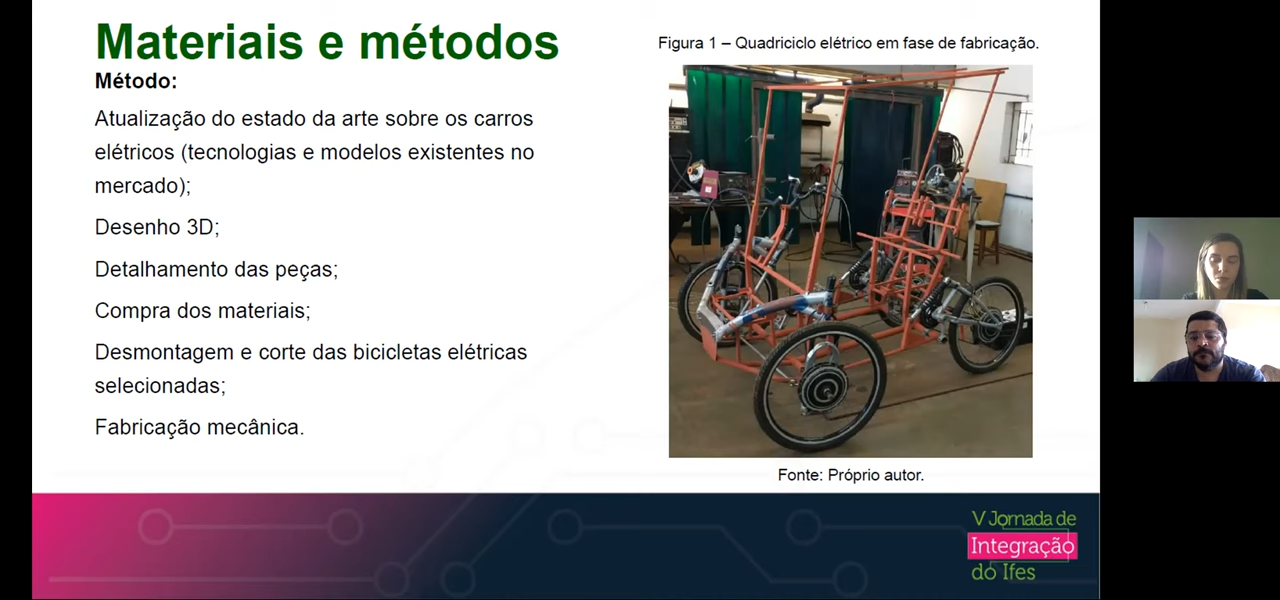 Materiais e métodos
Método:
Atualização do estado da arte sobre os carros
elétricos (tecnologias e modelos existentes no
mercado);
Desenho 3D;
Detalhamento das peças;
Compra dos materiais;
Desmontagem e corte das bicicletas elétricas
selecionadas;
Fabricação mecânica.
Figura 1 – Quadriciclo elétrico em fase de fabricação.
Fonte: Próprio autor.
V Jornada de
Integração
do Ifes